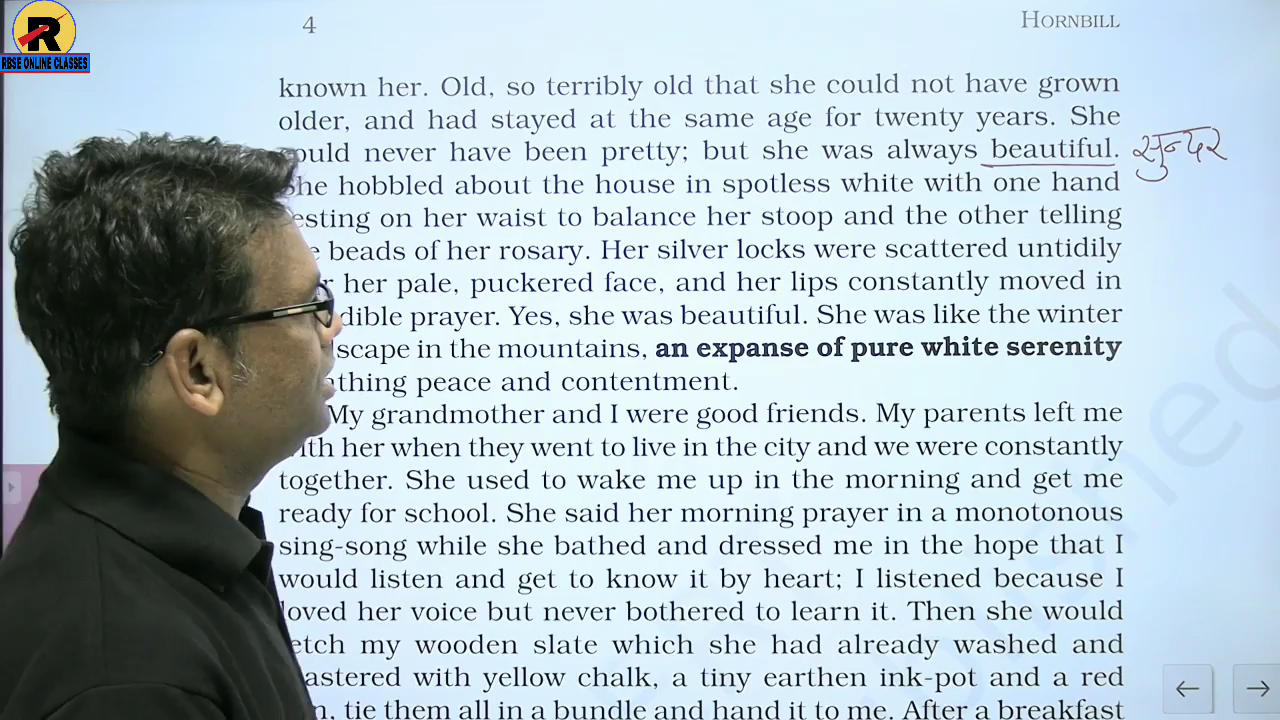 R
RBSE ONLINE CLASSES
4
HORNBILL
known her. Old, so terribly old that she could not have grown
older, and had stayed at the same age for twenty years. She
could never have been pretty; but she was always beautiful. सुन्दर
She hobbled about the house in spotless white with one hand
resting on her waist to balance her stoop and the other telling
beads of her rosary. Her silver locks were scattered untidily
her pale, puckered face, and her lips constantly moved in
dible prayer. Yes, she was beautiful. She was like the winter
scape in the mountains, an expanse of pure white serenity
thing peace and contentment.
My grandmother and I were good friends. My parents left me
with her when they went to live in the city and we were constantly
together. She used to wake me up in the morning and get me
ready for school. She said her morning prayer in a monotonous
sing-song while she bathed and dressed me in the hope that I
would listen and get to know it by heart; I listened because I
loved her voice but never bothered to learn it. Then she would
etch my wooden slate which she had already washed and
astered with yellow chalk, a tiny earthen ink-pot and a red
n, tie them all in a bundle and hand it to me. After a breakfast